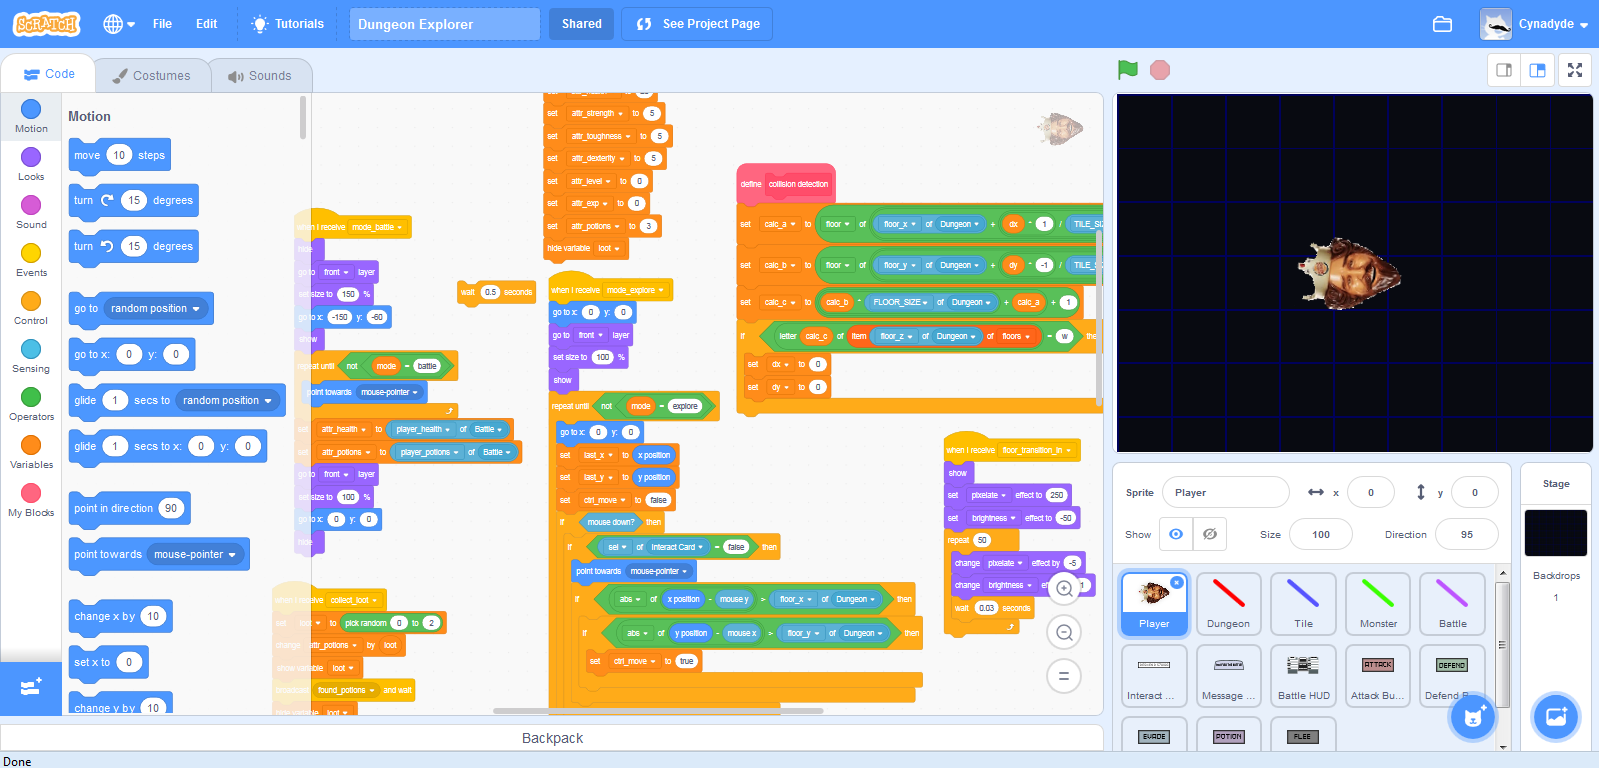 SCRATCH
File
Edit
Tutorials
Dungeon Explorer
Shared
See Project Page
Cynadyde
Code
Costumes
Sounds
Motion
Looks
Sound
Events
Control
Sensing
Operators
Variables
My Blocks
Motion
move 10 steps
turn 15 degrees
turn 15 degrees
go to random position
go to x: 0 y: 0
glide 1 secs to random position
glide 1 secs to x: 0 y: 0
point in direction 90
point towards mouse-pointer
change x by 10
set x to 0
change y by 10
when I receive mode_battle
hide
go to front layer
set size to 150 %
go to x: -150 y: -60
show
repeat until not mode = battle
point towards mouse-pointer
set attr_health to player_health of Battle
set attr_potions to player_potions of Battle
go to front layer
set size to 100 %
go to x: 0 y: 0
hide
when I receive collect_loot
set loot to pick random 0 to 2
change attr_potions by loot
show variable loot
broadcast found_potions and wait
hide variable loot
wait 0.5 seconds
set attr_strength to 5
set attr_toughness to 5
set attr_dexterity to 5
set attr_level to 0
set attr_exp to 0
set attr_potions to 3
hide variable loot
when I receive mode_explore
go to x: 0 y: 0
go to front layer
set size to 100 %
show
repeat until not mode = explore
go to x: 0 y: 0
set last_x to x position
set last_y to y position
set ctrl_move to false
if mouse down? then
if sel of Interact Card = false then
point towards mouse-pointer
if abs of x position - mouse y > floor_x of Dungeon then
if abs of y position - mouse x > floor_y of Dungeon then
set ctrl_move to true
define collision detection
set calc_a to floor of floor_x of Dungeon + dx * 1 / TILE_SI
set calc_b to floor of floor_y of Dungeon + dy * -1 / TILE_SI
set calc_c to calc_b * FLOOR_SIZE of Dungeon + calc_a + 1
if letter calc_c of item floor_z of Dungeon of floors = w the
set dx to 0
set dy to 0
when I receive floor_transition_in
show
set pixelate effect to 250
set brightness effect to -50
repeat 50
change pixelate effect by -5
change brightness eff 1
wait 0.03 seconds
Backpack
Sprite
Player
x
0
y
0
Show
Size
100
Direction
95
Player
Dungeon
Tile
Monster
Battle
Interact ...
Message ...
Battle HUD
ATTACK
Attack Bu...
DEFEND
Defend B...
EVADE
POTION
FLEE
Stage
Backdrops
1
Done